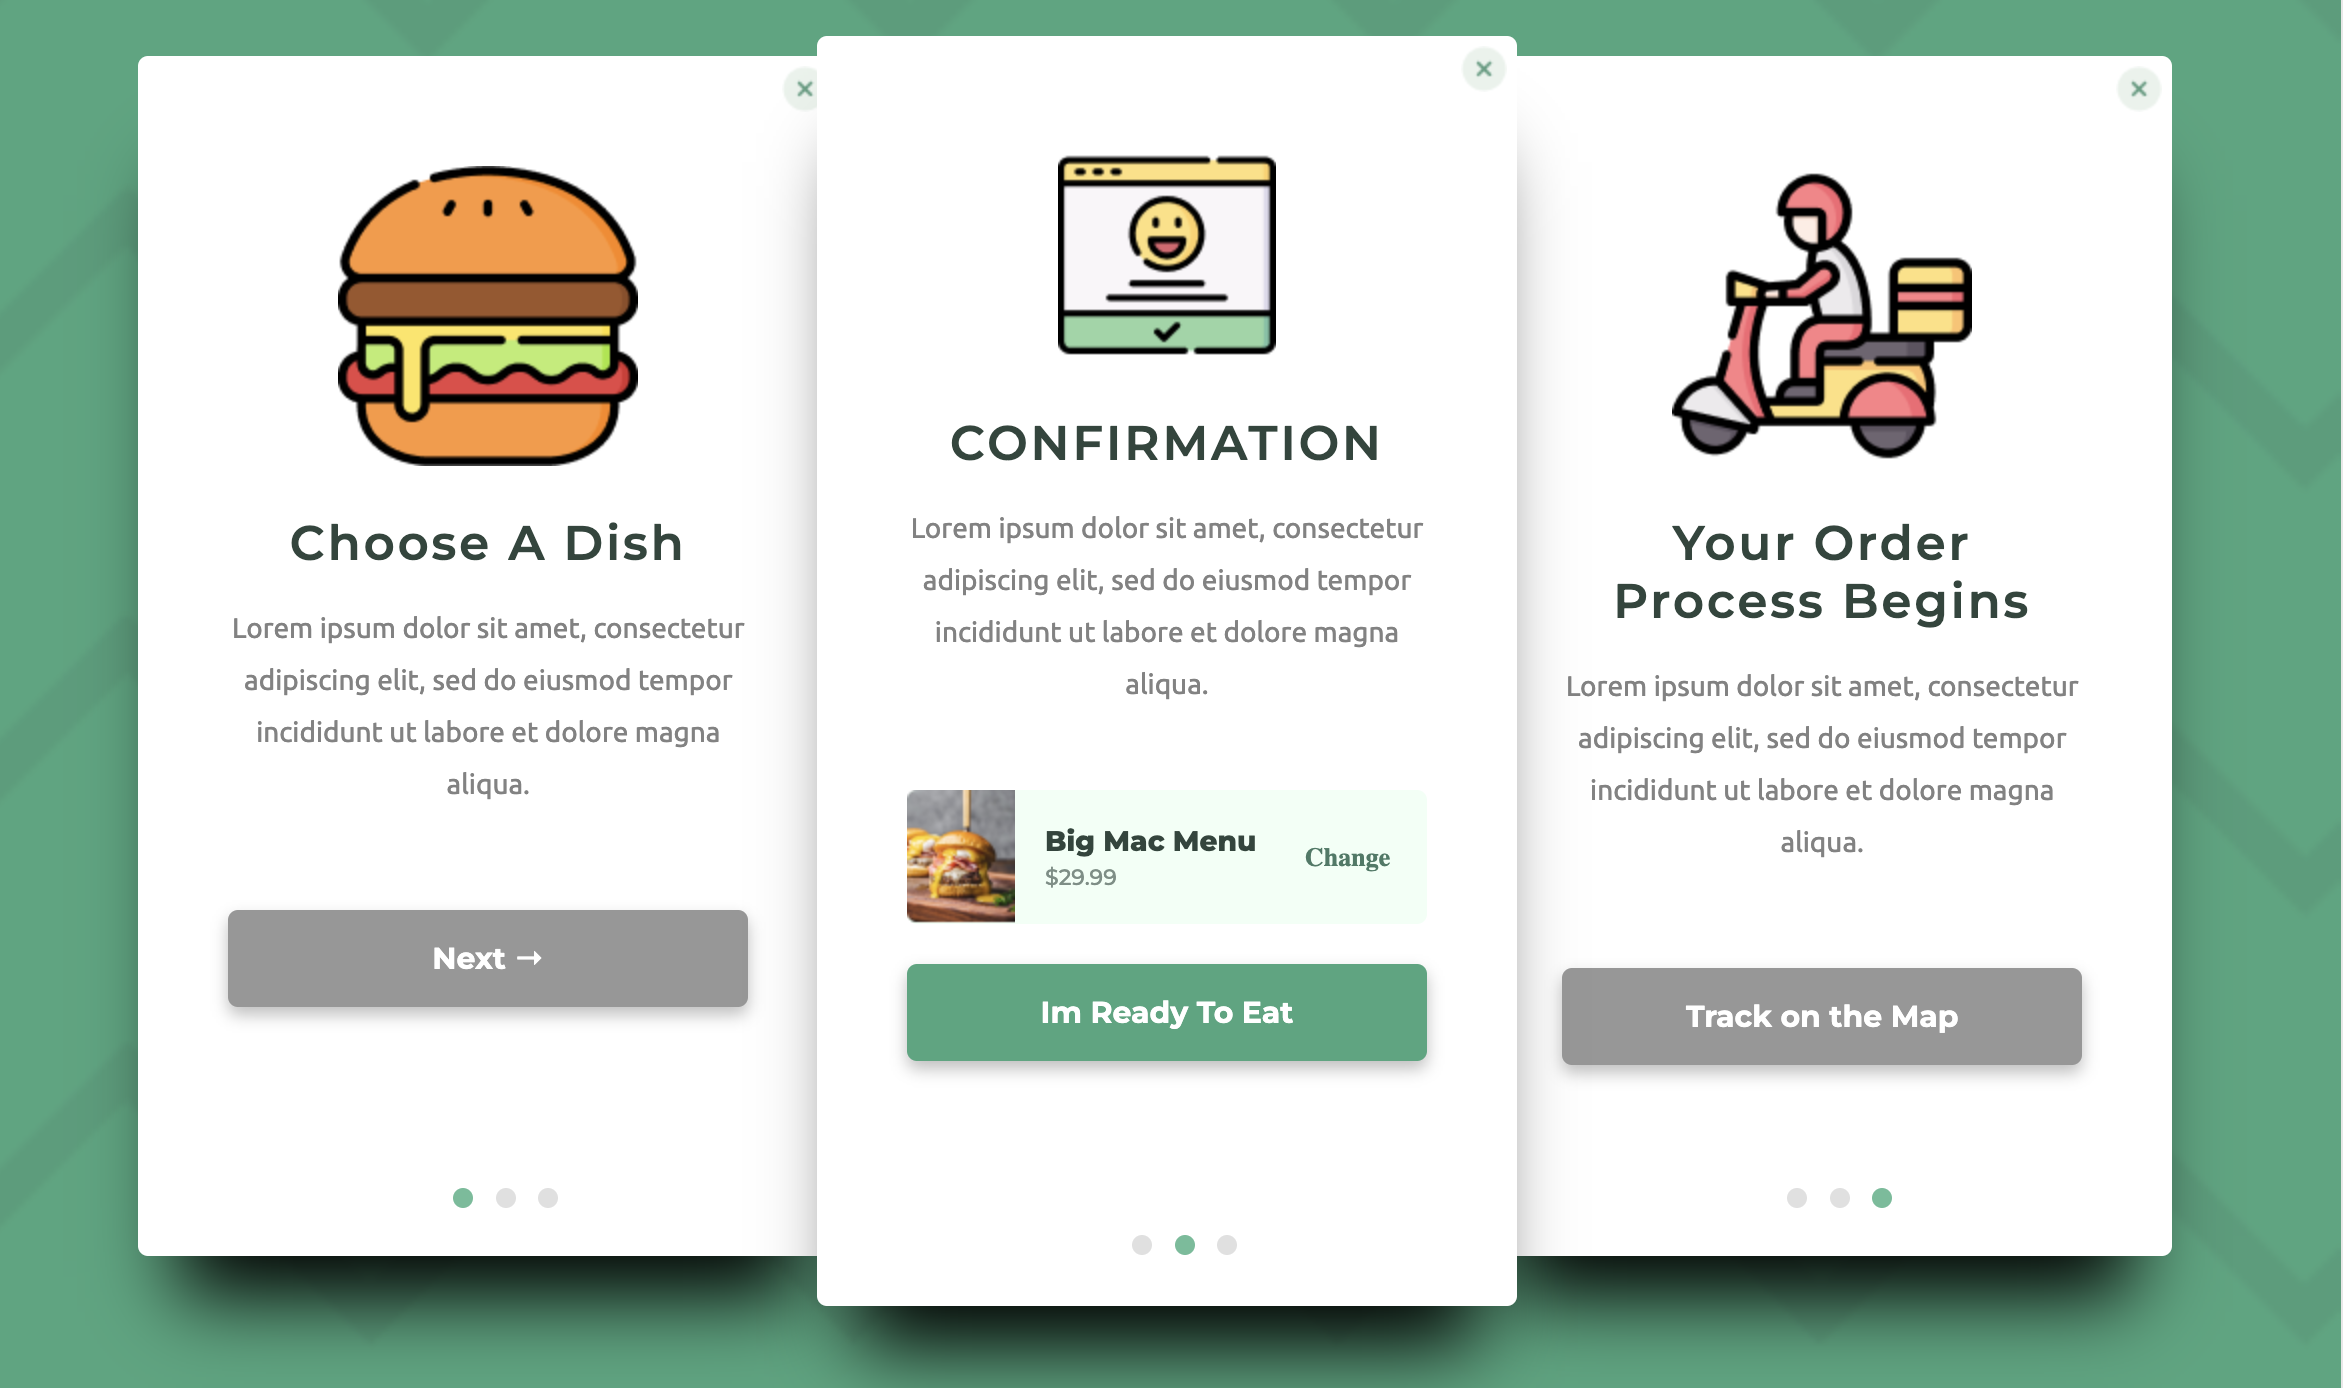 Choose A Dish
Lorem ipsum dolor sit amet, consectetur
adipiscing elit, sed do eiusmod tempor
incididunt ut labore et dolore magna
aliqua.
Next →
CONFIRMATION
Lorem ipsum dolor sit amet, consectetur
adipiscing elit, sed do eiusmod tempor
incididunt ut labore et dolore magna
aliqua.
Big Mac Menu
$29.99
Change
Im Ready To Eat
Your Order
Process Begins
Lorem ipsum dolor sit amet, consectetur
adipiscing elit, sed do eiusmod tempor
incididunt ut labore et dolore magna
aliqua.
Track on the Map